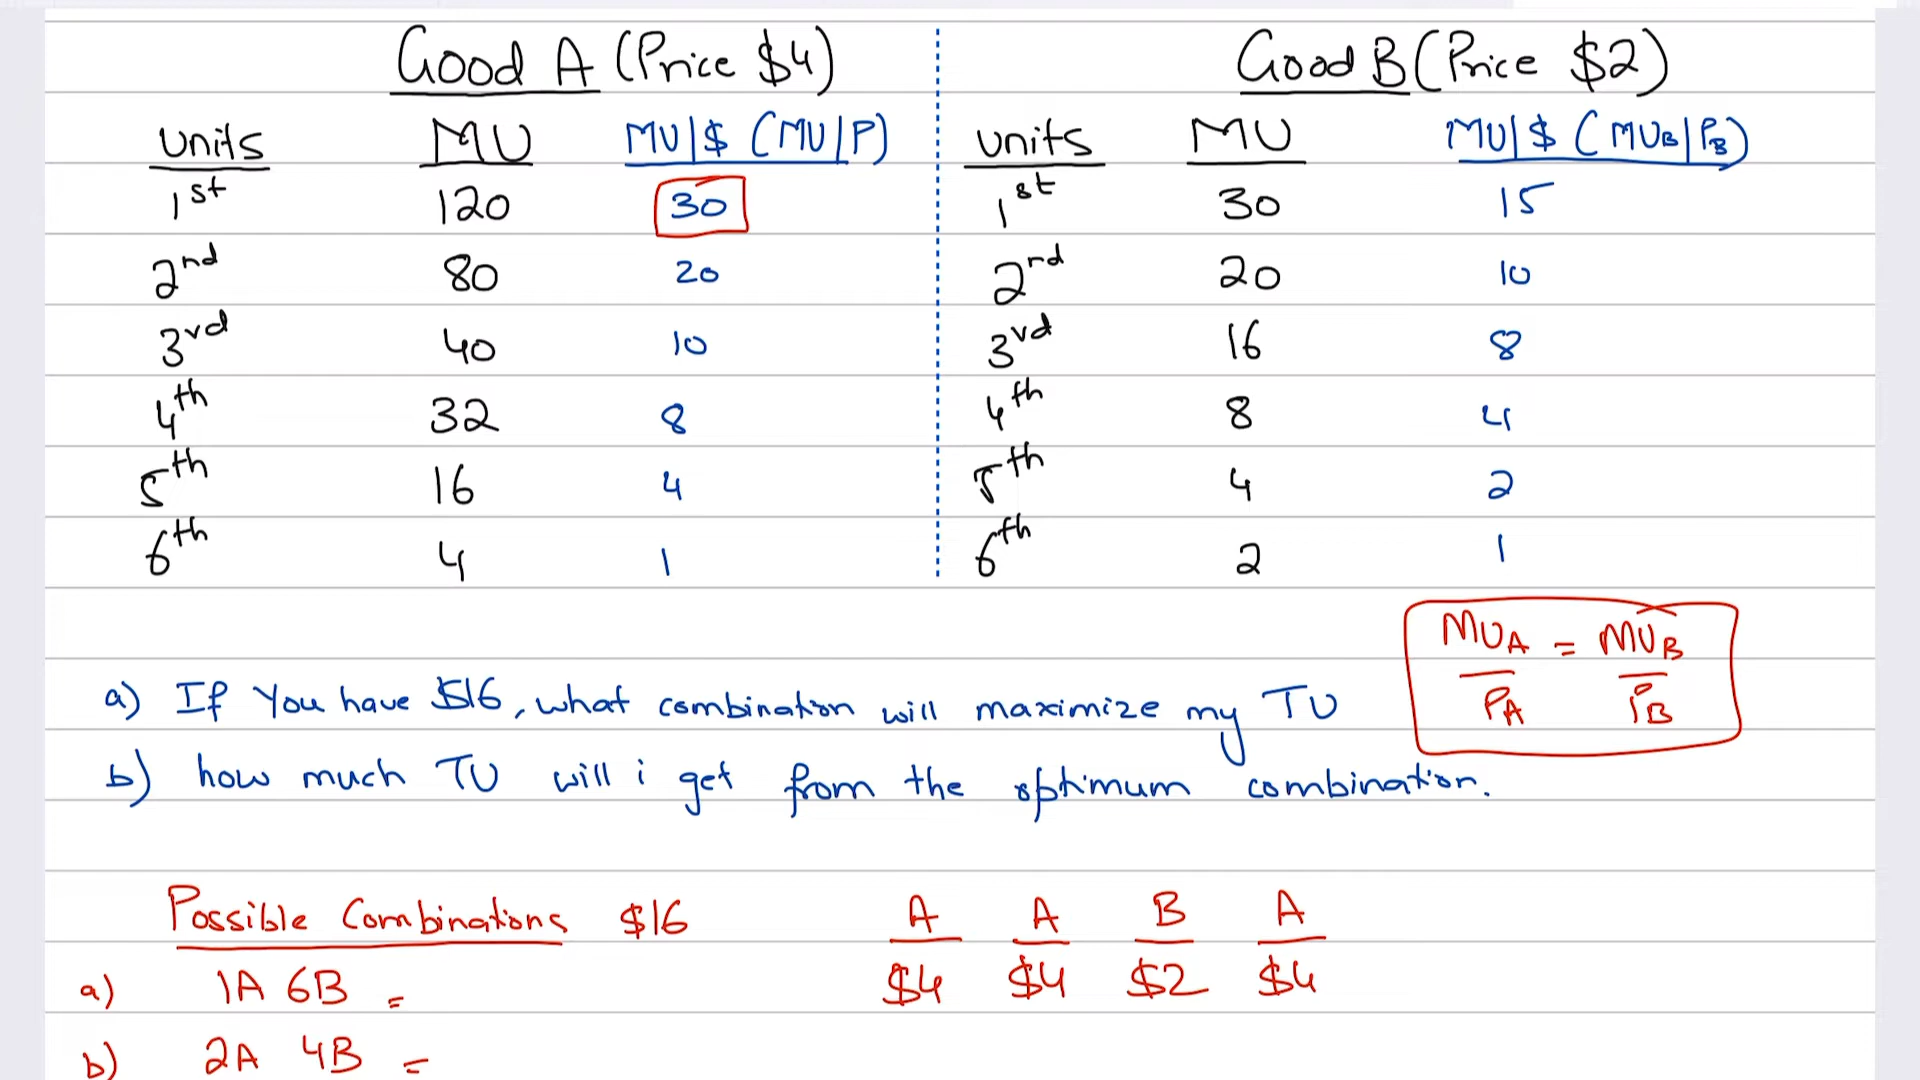 Good A (Price $4) Good B (Price $2)
units MU MU/$ (MU/P) units MU MU/$ (MUB/PB)
1st 120 30 1st 30 15
2nd 80 20 2nd 20 10
3rd 40 10 3rd 16 8
4th 32 8 4th 8 4
5th 16 4 5th 4 2
6th 4 1 6th 2 1
MUA = MUB
PA PB
a) If You have $16, what combination will maximize my TU
b) how much TU will i get from the optimum combination.
Possible Combinations $16 A A B A
a) 1A 6B = $4 $4 $2 $4
b) 2A 4B =